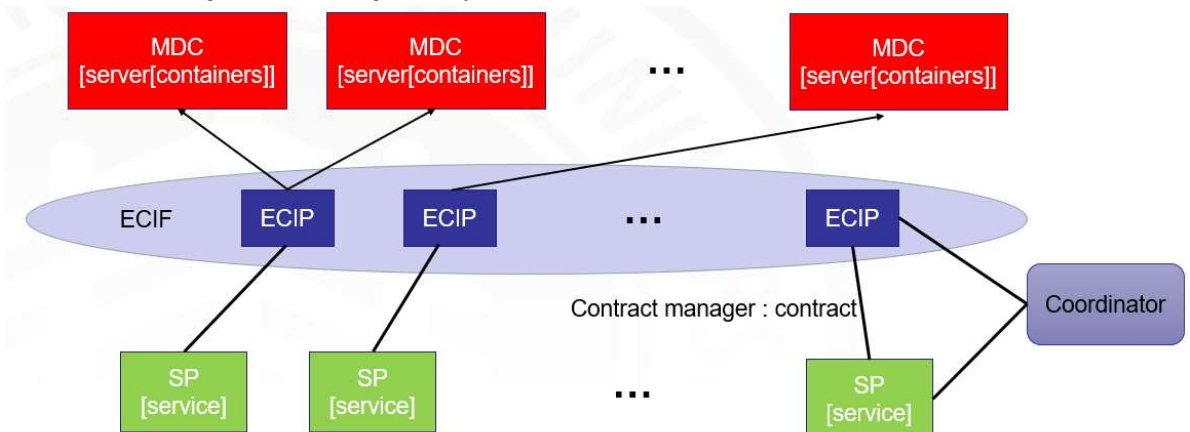 MDC
[server[containers]]
MDC
[server[containers]]
...
MDC
[server[containers]]
ECIF
ECIP
ECIP
...
ECIP
Contract manager : contract
Coordinator
SP
[service]
SP
[service]
...
SP
[service]